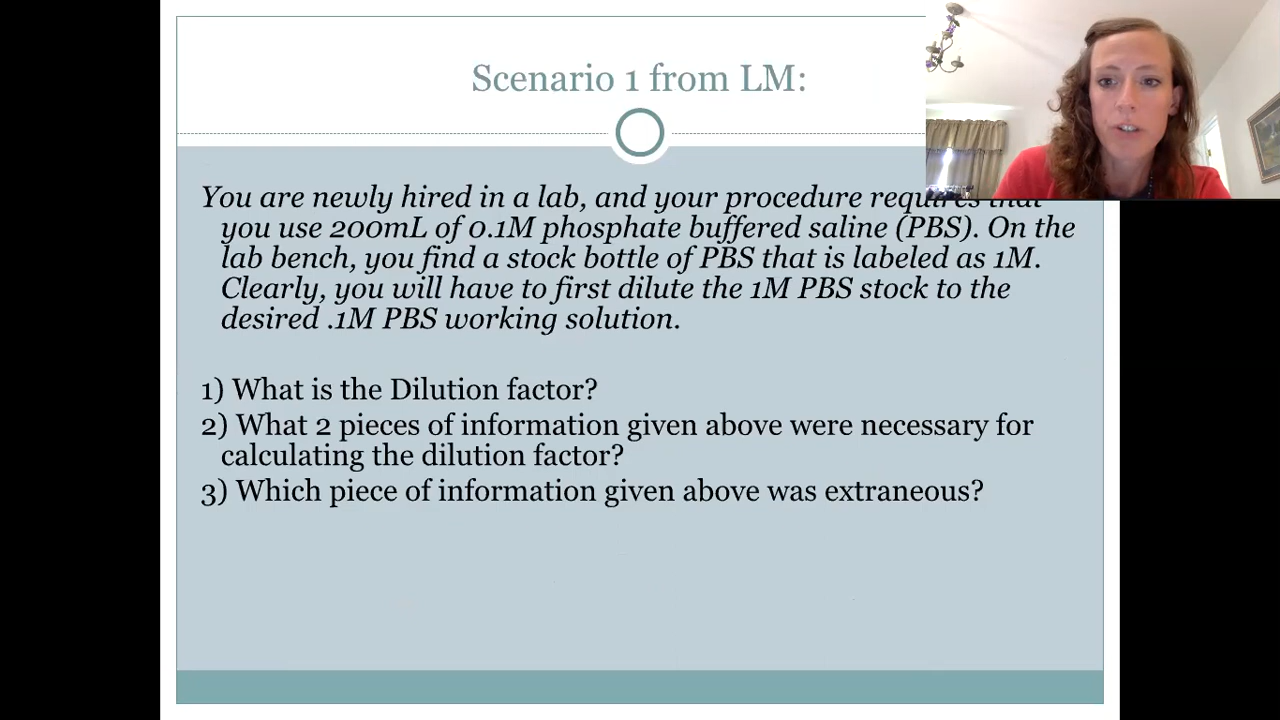 Scenario 1 from LM:
You are newly hired in a lab, and your procedure requires that
you use 200mL of 0.1M phosphate buffered saline (PBS). On the
lab bench, you find a stock bottle of PBS that is labeled as 1M.
Clearly, you will have to first dilute the 1M PBS stock to the
desired .1M PBS working solution.
1) What is the Dilution factor?
2) What 2 pieces of information given above were necessary for
calculating the dilution factor?
3) Which piece of information given above was extraneous?